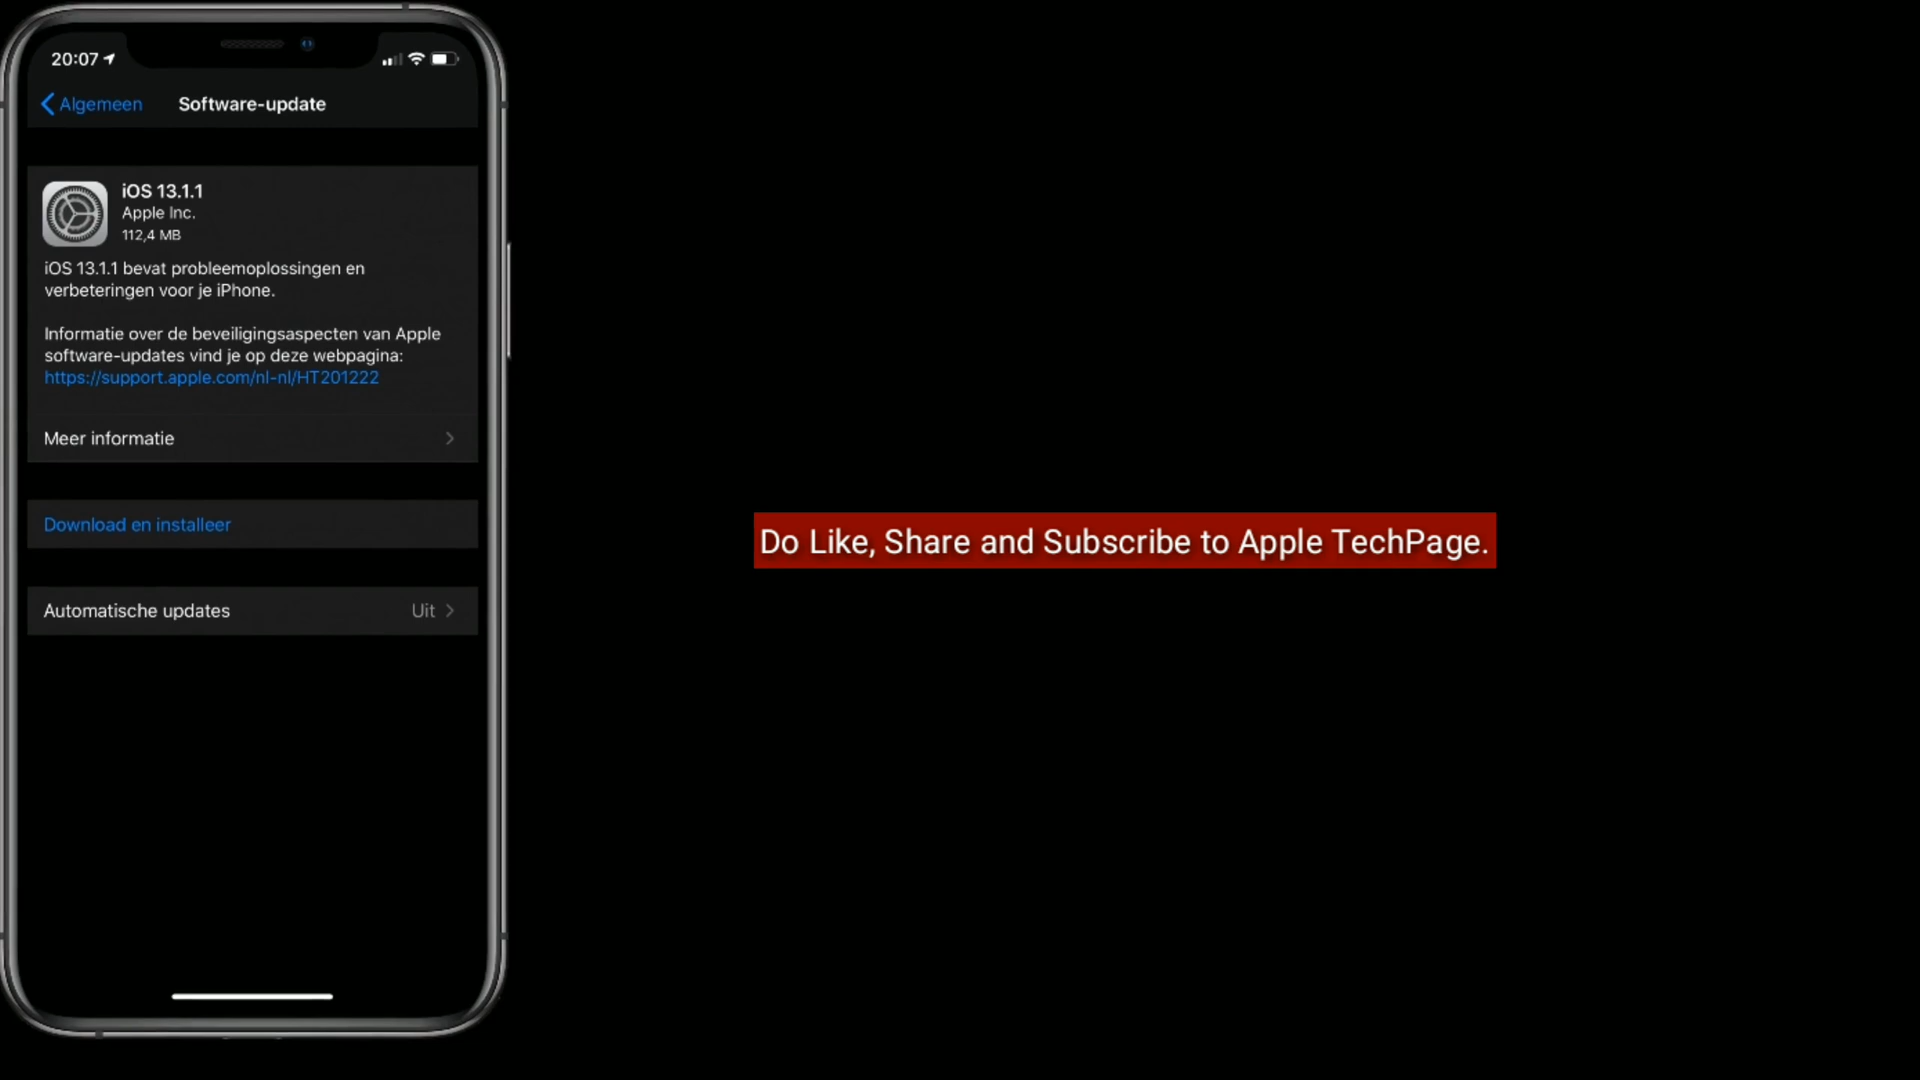 20:07
Algemeen
Software-update
iOS 13.1.1
Apple Inc.
112,4 MB
iOS 13.1.1 bevat probleemoplossingen en
verbeteringen voor je iPhone.
Informatie over de beveiligingsaspecten van Apple
software-updates vind je op deze webpagina:
https://support.apple.com/nl-nl/HT201222
Meer informatie
Download en installeer
Automatische updates
Uit
Do Like, Share and Subscribe to Apple TechPage.